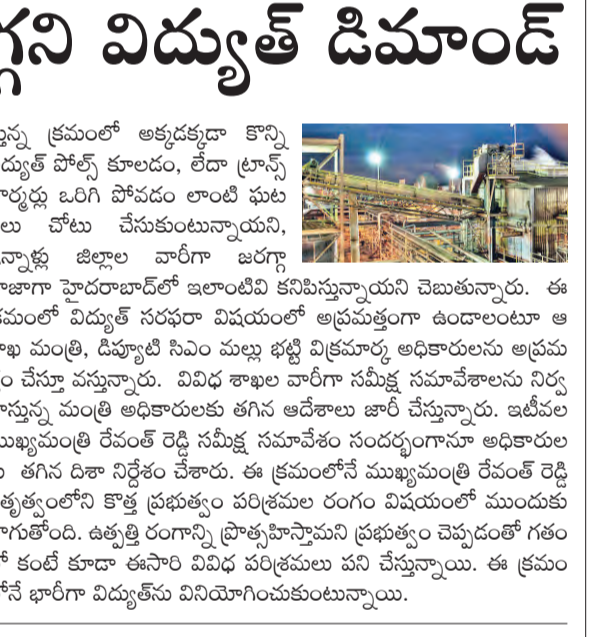 గ్గని విద్యుత్ డిమాండ్
స్తున్న క్రమంలో అక్కడక్కడా కొన్ని
ద్యుత్ పోల్స్ కూలడం, లేదా ట్రాన్స్
ఫార్మర్లు ఒరిగి పోవడం లాంటి ఘట
లు చోటు చేసుకుంటున్నాయని,
న్నాళ్లు జిల్లాల వారీగా జరగ్గా
తాజాగా హైదరాబాద్‌లో ఇలాంటివి కనిపిస్తున్నాయని చెబుతున్నారు. ఈ
క్రమంలో విద్యుత్ సరఫరా విషయంలో అప్రమత్తంగా ఉండాలంటూ ఆ
శాఖ మంత్రి, డిప్యూటి సిఎం మల్లు భట్టి విక్రమార్క అధికారులను అప్రమ
త్తం చేస్తూ వస్తున్నారు. వివిధ శాఖల వారీగా సమీక్ష సమావేశాలను నిర్వ
హిస్తున్న మంత్రి అధికారులకు తగిన ఆదేశాలు జారీ చేస్తున్నారు. ఇటీవల
ముఖ్యమంత్రి రేవంత్ రెడ్డి సమీక్ష సమావేశం సందర్భంగానూ అధికారుల
కు తగిన దిశా నిర్దేశం చేశారు. ఈ క్రమంలోనే ముఖ్యమంత్రి రేవంత్ రెడ్డి
నేతృత్వంలోని కొత్త ప్రభుత్వం పరిశ్రమల రంగం విషయంలో ముందుకు
సాగుతోంది. ఉత్పత్తి రంగాన్ని ప్రొత్సహిస్తామని ప్రభుత్వం చెప్పడంతో గతం
లో కంటే కూడా ఈసారి వివిధ పరిశ్రమలు పని చేస్తున్నాయి. ఈ క్రమం
లోనే భారీగా విద్యుత్‌ను వినియోగించుకుంటున్నాయి.